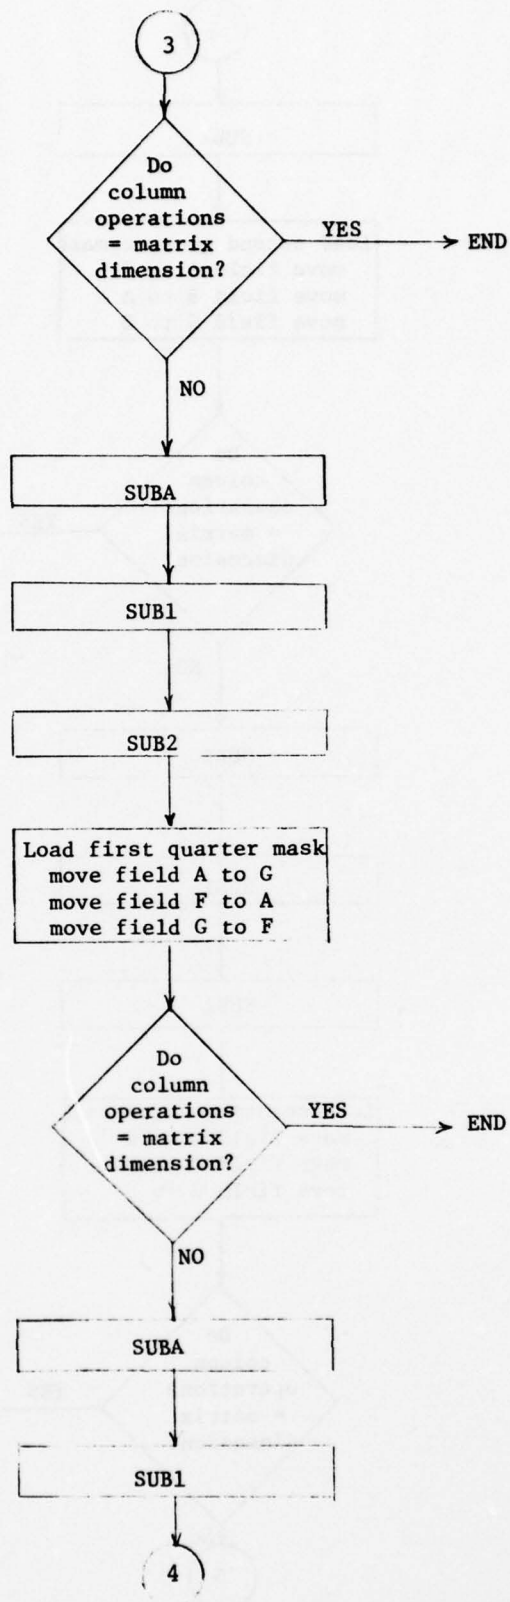 3
Do
column
operations
= matrix
dimension?
YES
END
NO
SUBA
SUB1
SUB2
Load first quarter mask
move field A to G
move field F to A
move field G to F
Do
column
operations
= matrix
dimension?
YES
END
NO
SUBA
SUB1
4